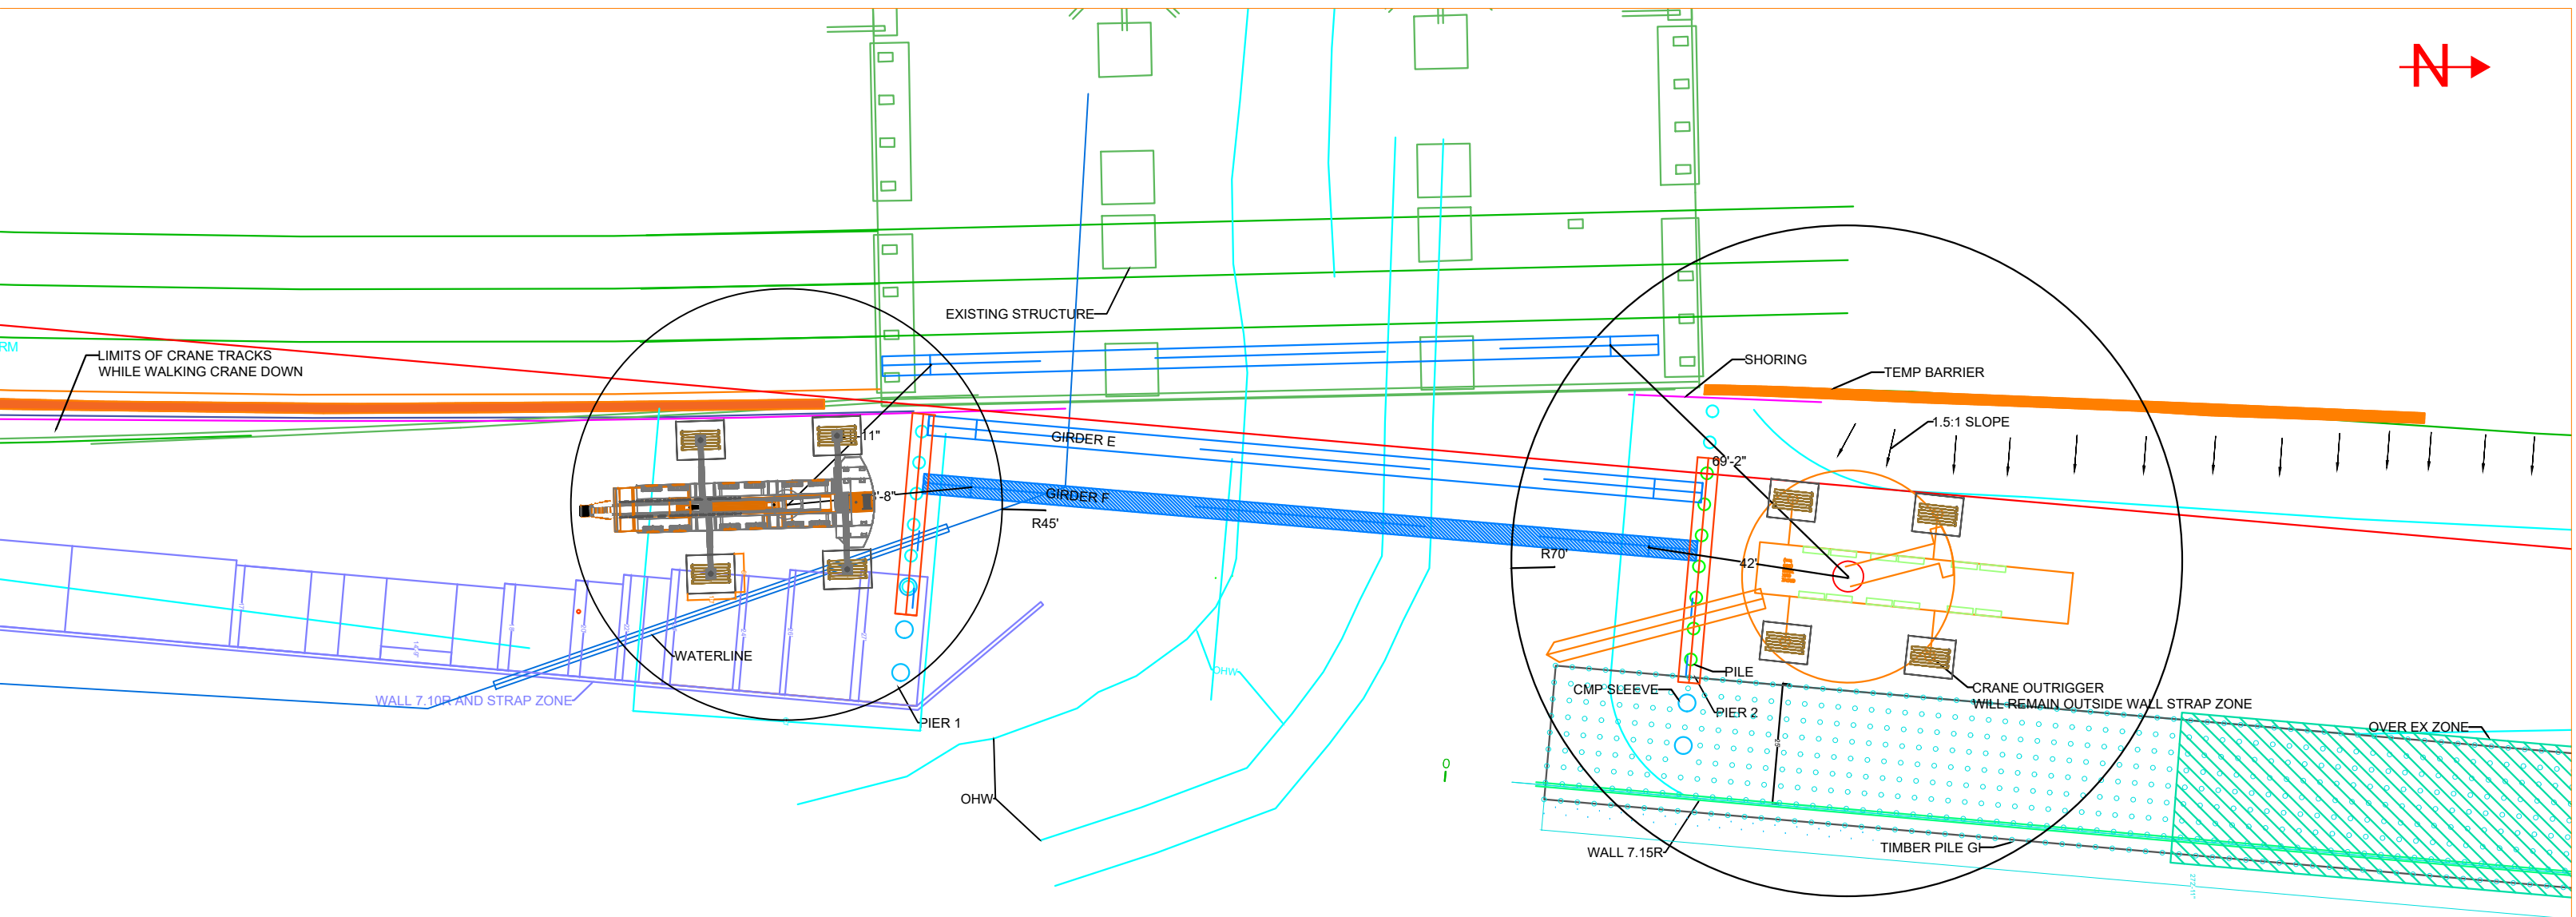 N
EXISTING STRUCTURE
RM
LIMITS OF CRANE TRACKS
WHILE WALKING CRANE DOWN
SHORING
TEMP BARRIER
1.5:1 SLOPE
11"
GIRDER E
69'-2"
'-8"
GIRDER F
R45'
R70'
42'
WATERLINE
WALL 7.10R AND STRAP ZONE
PIER 1
OHW
OHW
PILE
CMP SLEEVE
PIER 2
CRANE OUTRIGGER
WILL REMAIN OUTSIDE WALL STRAP ZONE
OVER EX ZONE
0
WALL 7.15R
TIMBER PILE GI